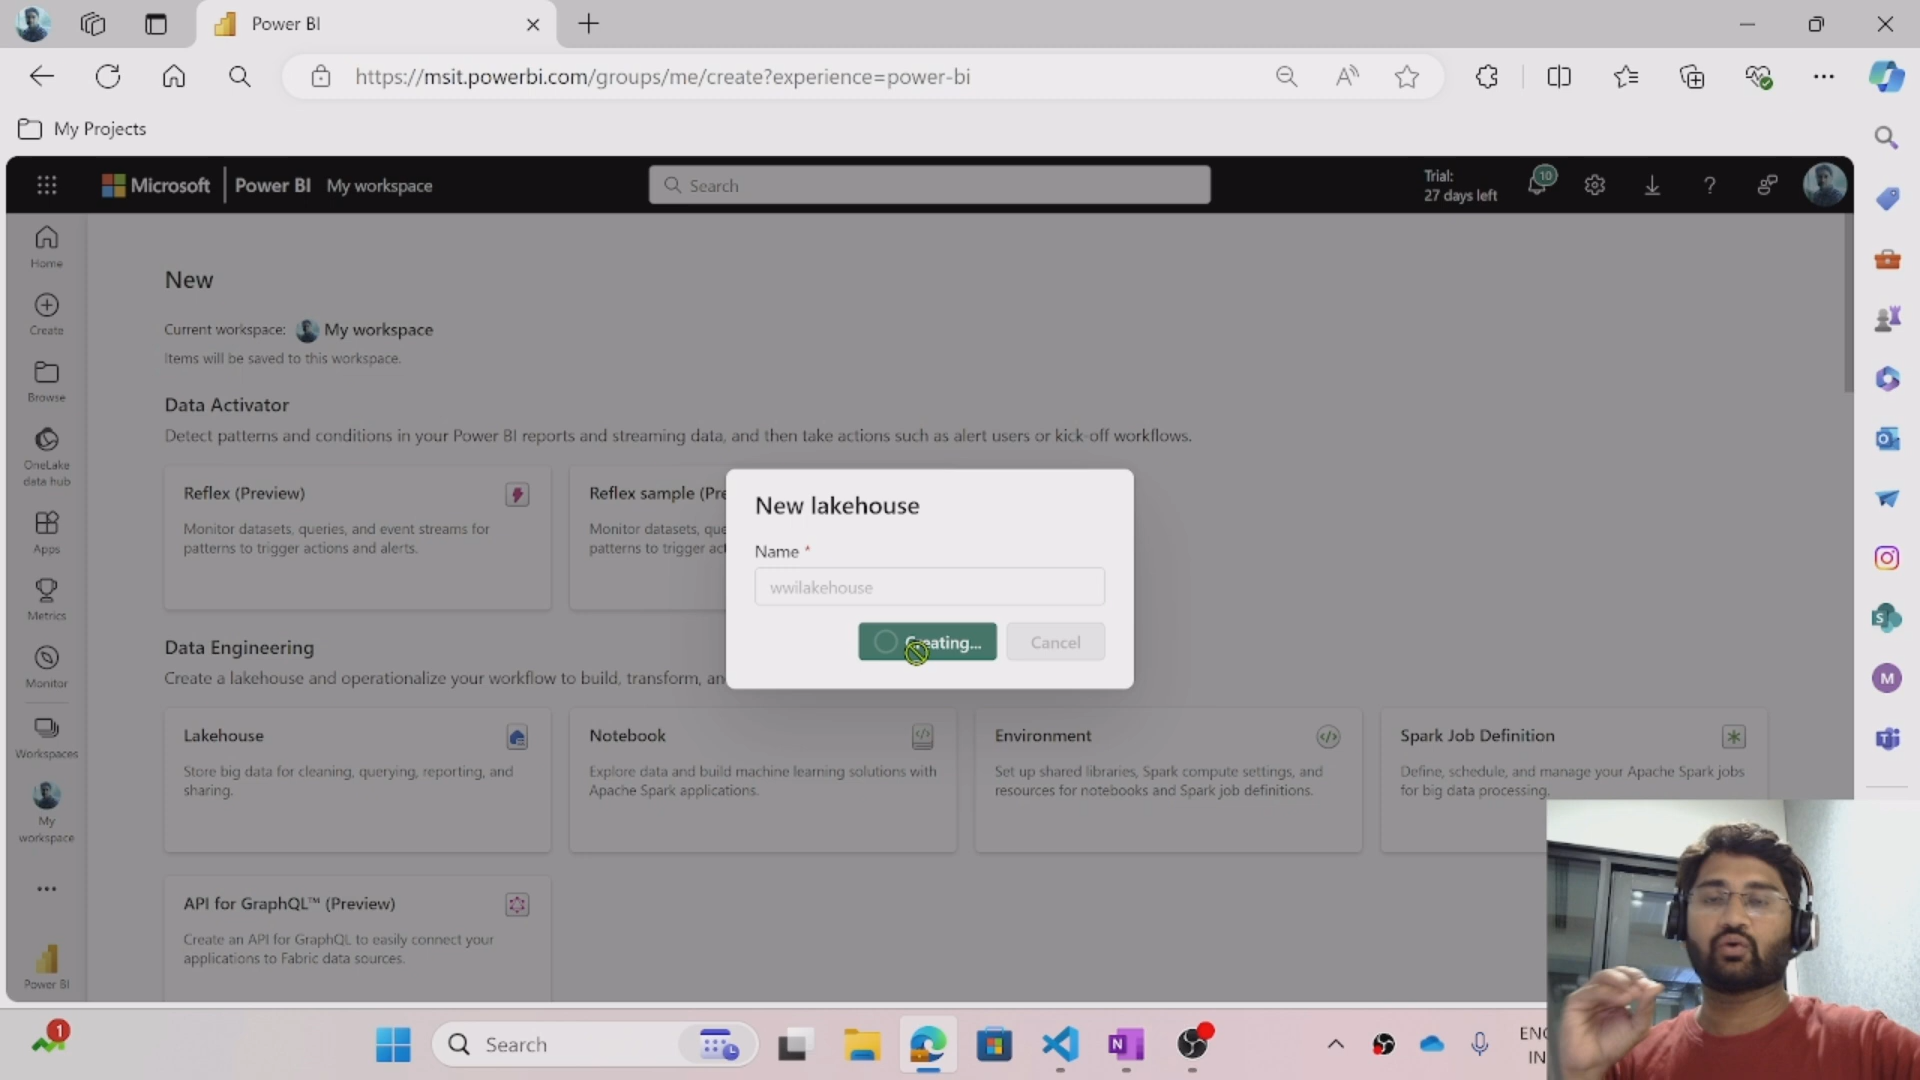 Power BI
https://msit.powerbi.com/groups/me/create?experience=power-bi
My Projects
Microsoft
Power BI
My workspace
Search
Trial:
27 days left
10
?
Home
Create
Browse
OneLake
data hub
Apps
Metrics
Monitor
Workspaces
My
workspace
Power BI
New
Current workspace: My workspace
Items will be saved to this workspace.
Data Activator
Detect patterns and conditions in your Power BI reports and streaming data, and then take actions such as alert users or kick-off workflows.
Reflex (Preview)
Monitor datasets, queries, and event streams for
patterns to trigger actions and alerts.
Reflex sample (Pre
Monitor datasets, que
patterns to trigger act
New lakehouse
Name *
wwilakehouse
Creating...
Cancel
Data Engineering
Create a lakehouse and operationalize your workflow to build, transform, an
Lakehouse
Store big data for cleaning, querying, reporting, and
sharing.
Notebook
Explore data and build machine learning solutions with
Apache Spark applications.
Environment
Set up shared libraries, Spark compute settings, and
resources for notebooks and Spark job definitions.
Spark Job Definition
Define, schedule, and manage your Apache Spark jobs
for big data processing.
API for GraphQL™ (Preview)
Create an API for GraphQL to easily connect your
applications to Fabric data sources.
M
1
Search
N
ENG
IN